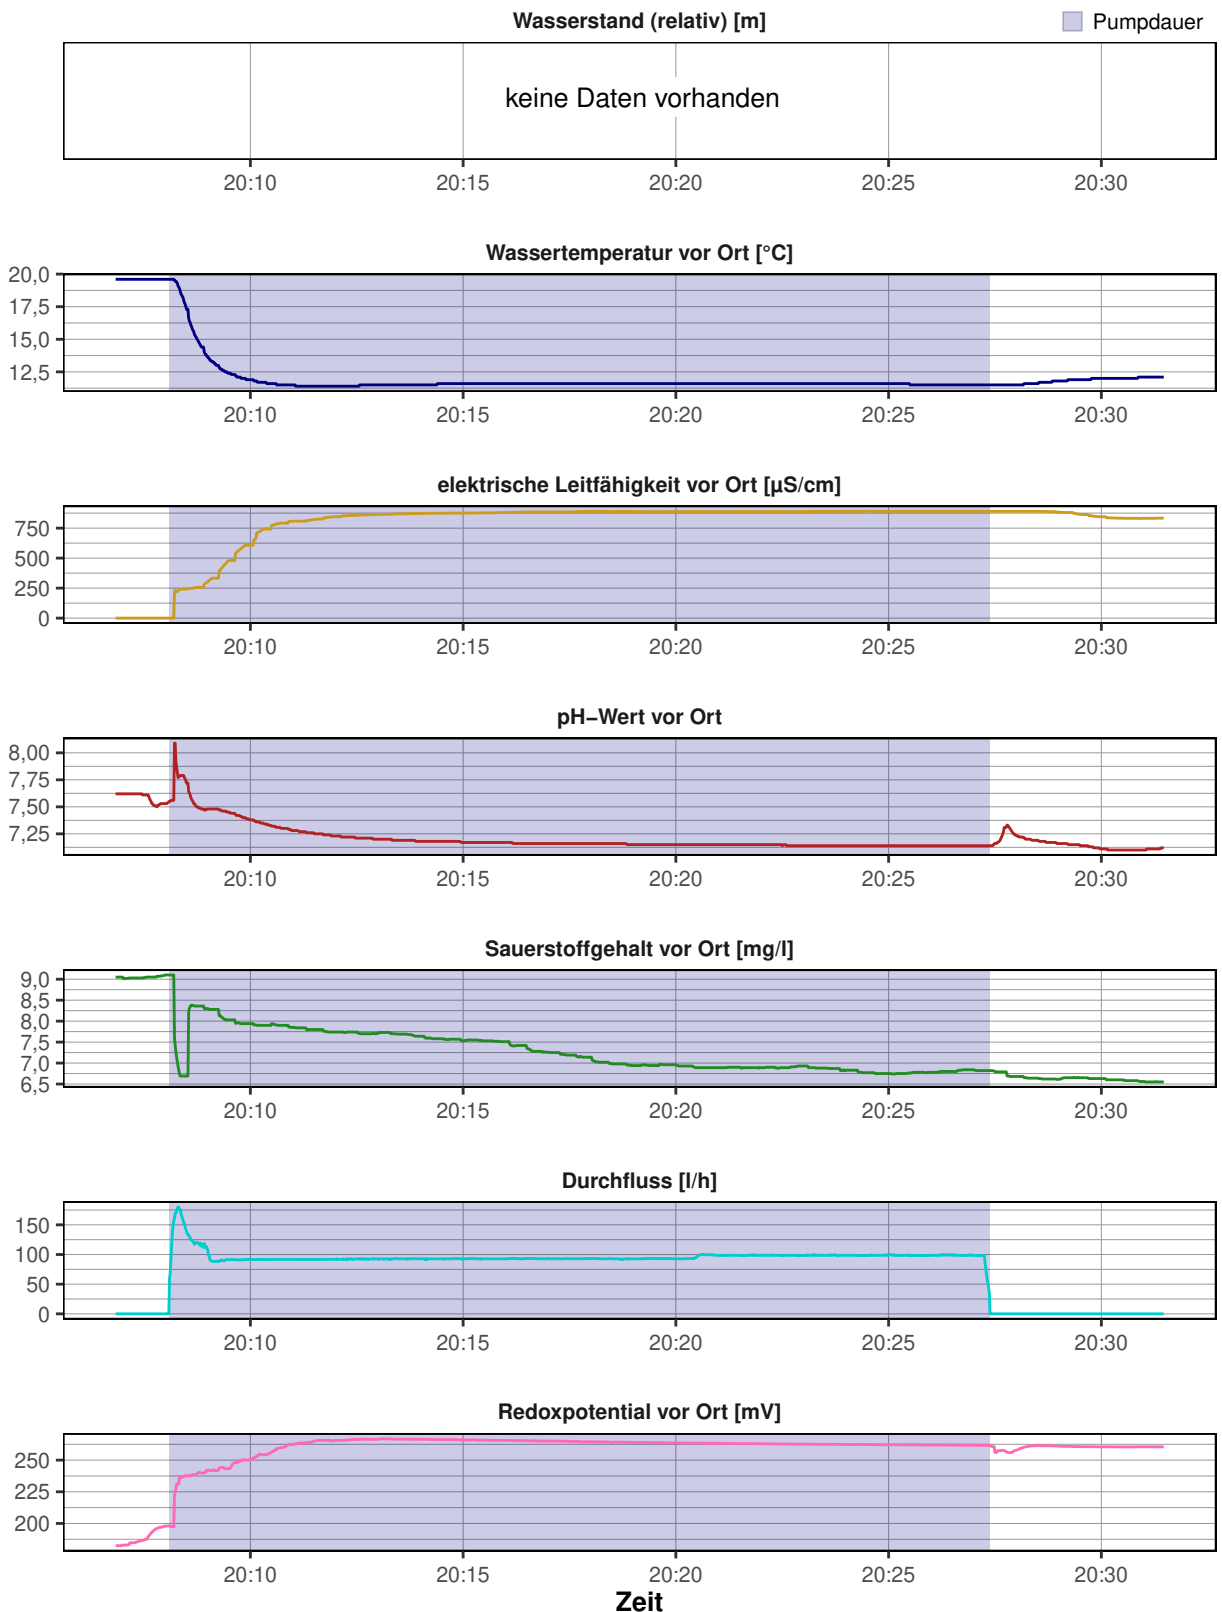 Wasserstand (relativ) [m]
Pumpdauer
keine Daten vorhanden
20:10 20:15 20:20 20:25 20:30
Wassertemperatur vor Ort [°C]
20,0
17,5
15,0
12,5
20:10 20:15 20:20 20:25 20:30
elektrische Leitfähigkeit vor Ort [µS/cm]
750
500
250
0
20:10 20:15 20:20 20:25 20:30
pH−Wert vor Ort
8,00
7,75
7,50
7,25
20:10 20:15 20:20 20:25 20:30
Sauerstoffgehalt vor Ort [mg/l]
9,0
8,5
8,0
7,5
7,0
6,5
20:10 20:15 20:20 20:25 20:30
Durchfluss [l/h]
150
100
50
0
20:10 20:15 20:20 20:25 20:30
Redoxpotential vor Ort [mV]
250
225
200
20:10 20:15 20:20 20:25 20:30
Zeit